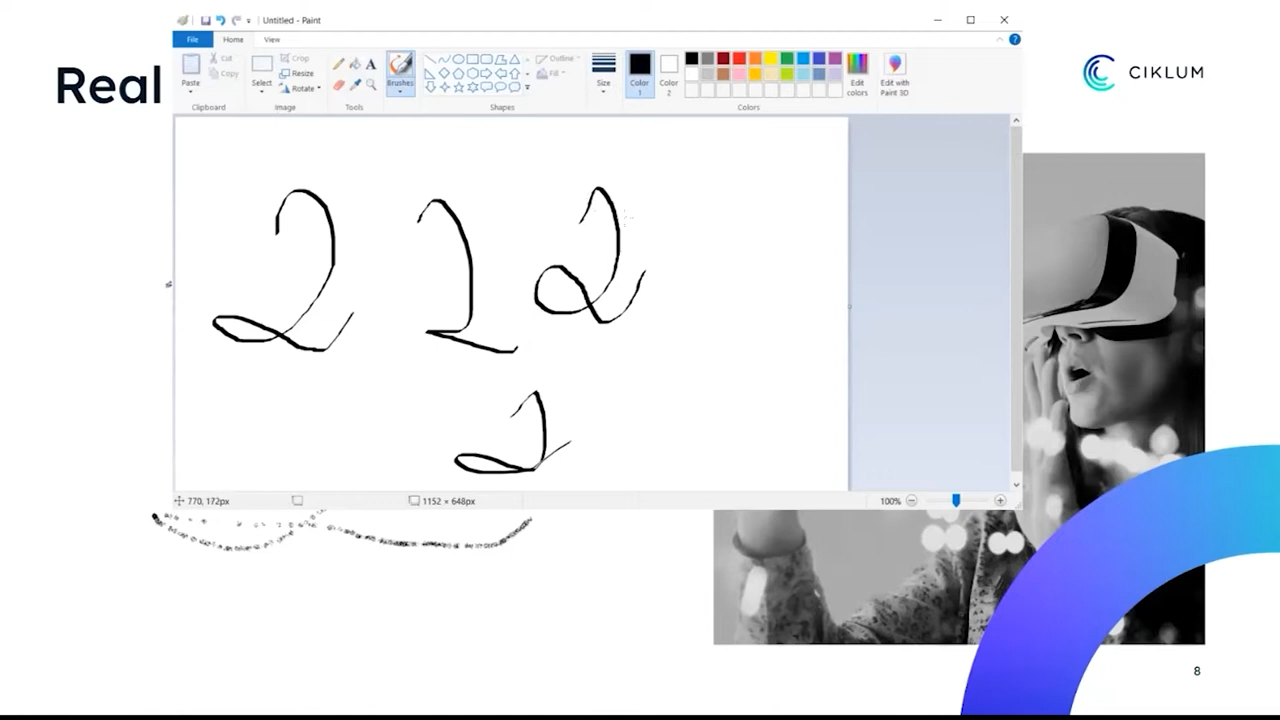 Untitled - Paint
File Home View
Paste Cut Copy Clipboard
Select Crop Resize Rotate Image
Tools
Brushes
Outline Fill Shapes
Size
Color 1 Color 2 Edit colors Colors
Edit with Paint 3D
Real
CIKLUM
2 2 2
2
770, 172px 1152 × 648px 100%
8